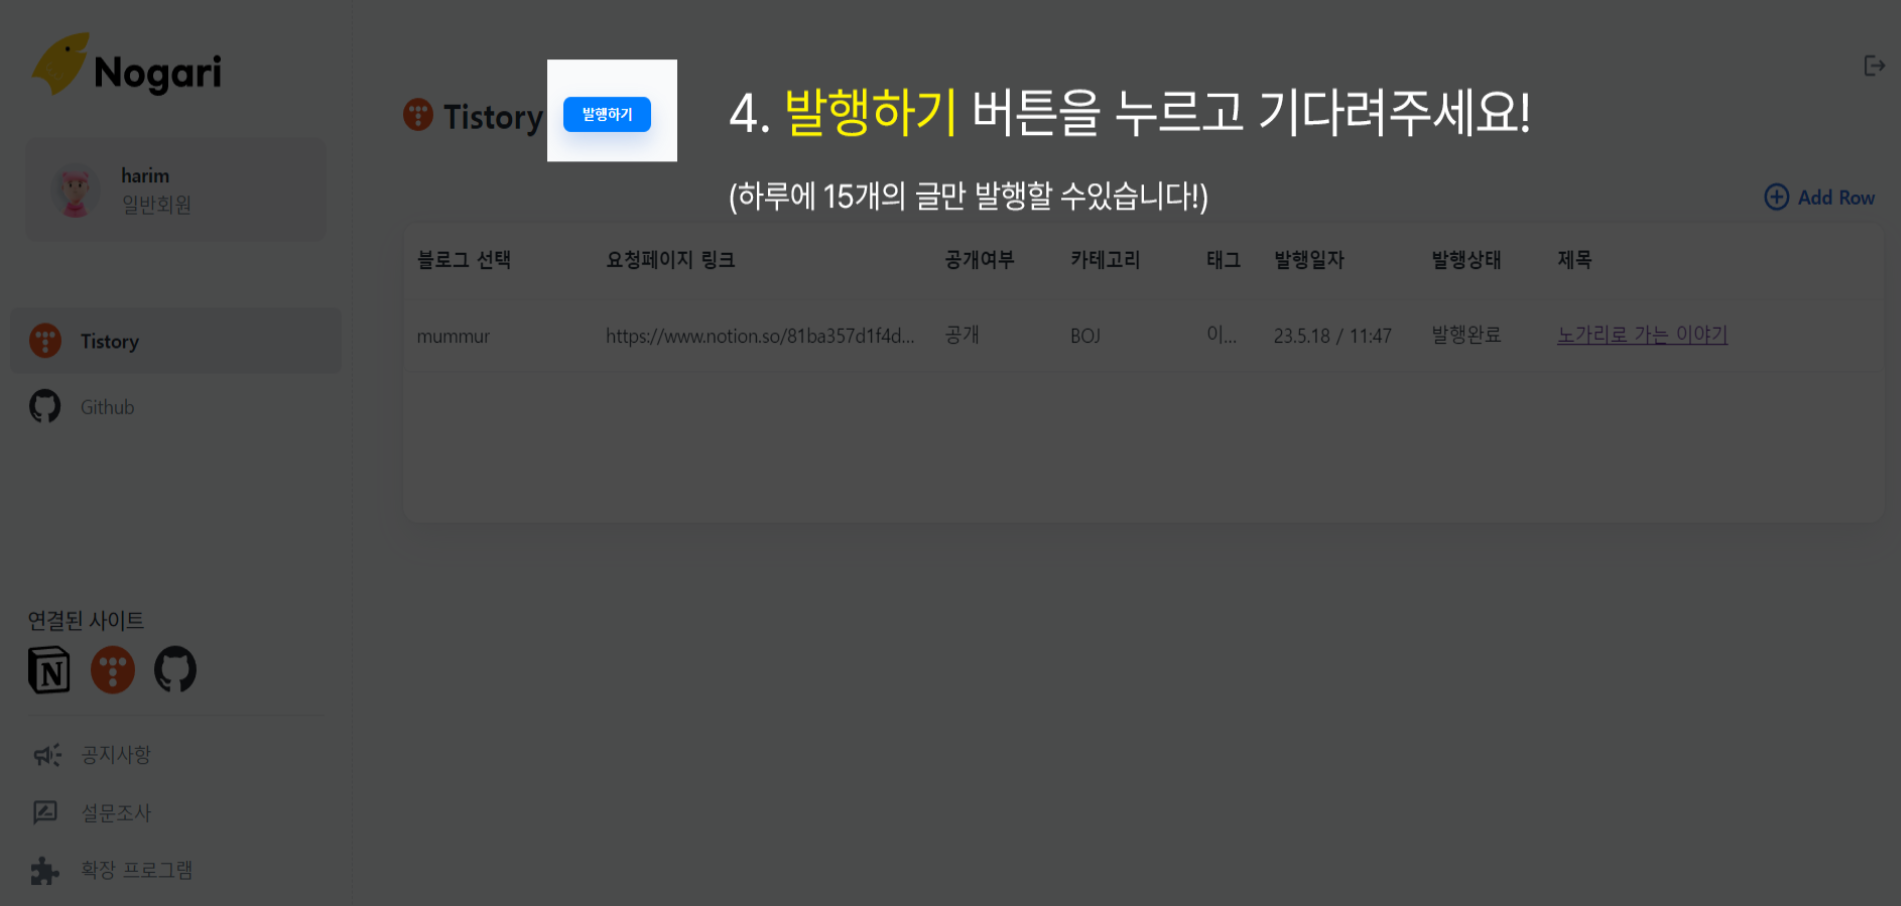 Nogari
harim
일반회원
Tistory
Github
연결된 사이트
공지사항
설문조사
확장 프로그램
Tistory
발행하기
4. 발행하기 버튼을 누르고 기다려주세요!
(하루에 15개의 글만 발행할 수있습니다!)
Add Row
블로그 선택 요청페이지 링크 공개여부 카테고리 태그 발행일자 발행상태 제목
mummur https://www.notion.so/81ba357d1f4d... 공개 BOJ 이... 23.5.18 / 11:47 발행완료 노가리로 가는 이야기